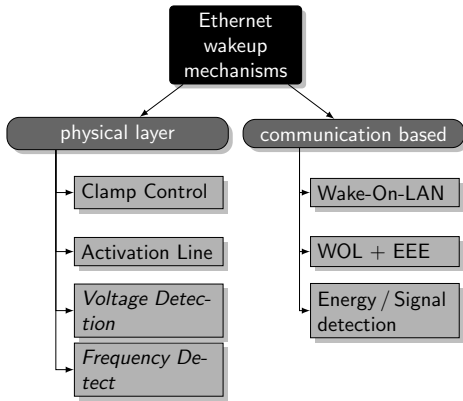 Ethernet
wakeup
mechanisms
physical layer
communication based
Clamp Control
Activation Line
Voltage Detec-
tion
Frequency De-
tect
Wake-On-LAN
WOL + EEE
Energy / Signal
detection